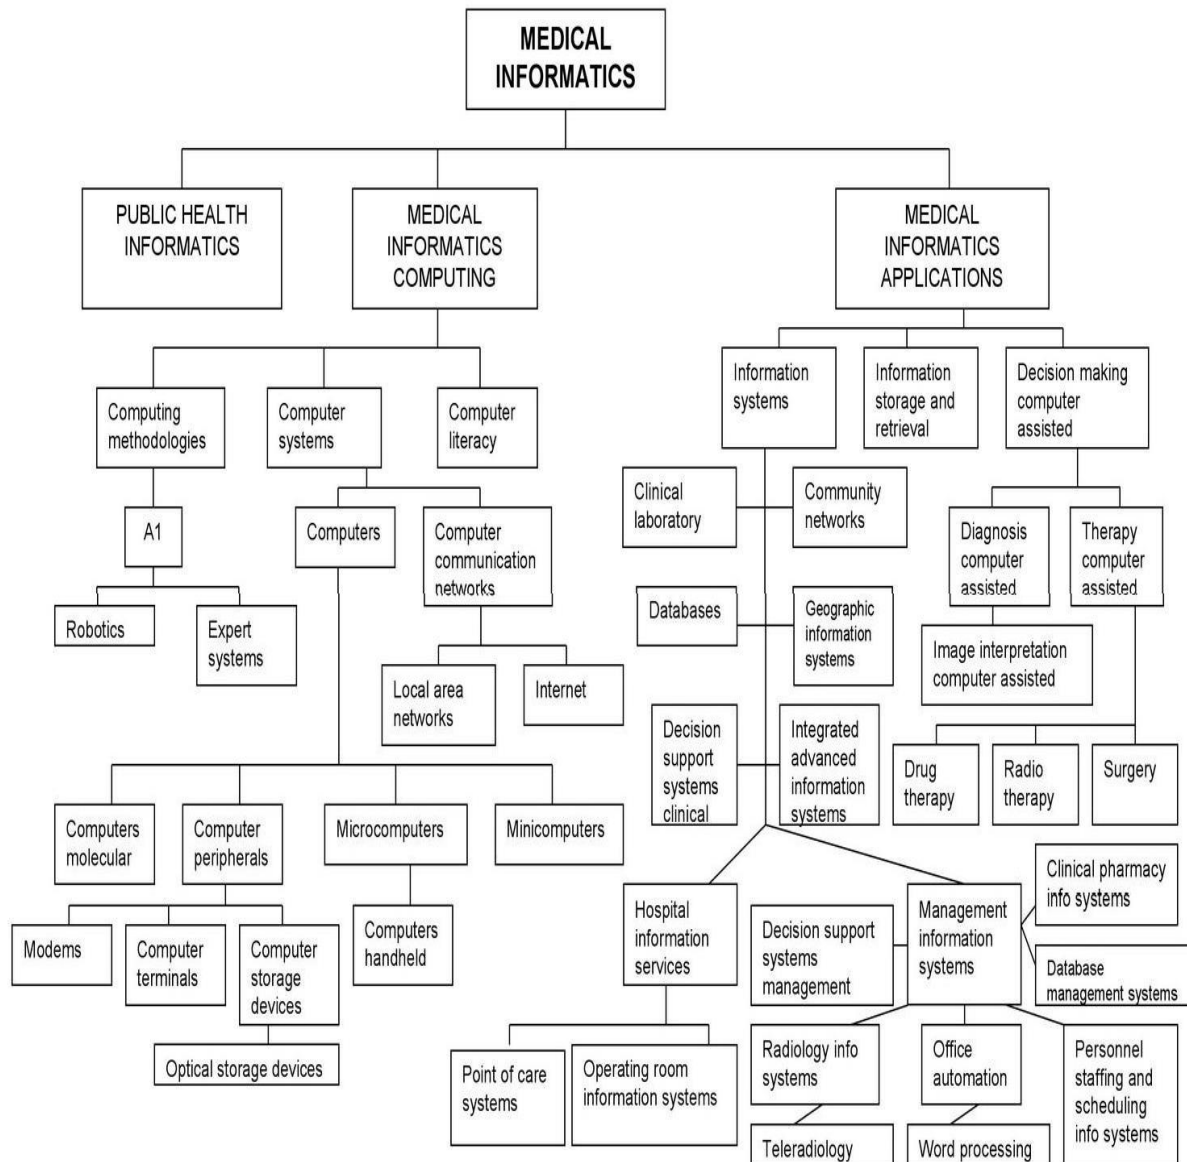 MEDICAL
INFORMATICS
PUBLIC HEALTH
INFORMATICS
MEDICAL
INFORMATICS
COMPUTING
MEDICAL
INFORMATICS
APPLICATIONS
Computing
methodologies
Computer
systems
Computer
literacy
Information
systems
Information
storage and
retrieval
Decision making
computer
assisted
Clinical
laboratory
Community
networks
A1
Computers
Computer
communication
networks
Diagnosis
computer
assisted
Therapy
computer
assisted
Robotics
Expert
systems
Databases
Geographic
information
systems
Image interpretation
computer assisted
Local area
networks
Internet
Decision
support
systems
clinical
Integrated
advanced
information
systems
Drug
therapy
Radio
therapy
Surgery
Computers
molecular
Computer
peripherals
Microcomputers
Minicomputers
Clinical pharmacy
info systems
Modems
Computer
terminals
Computer
storage
devices
Computers
handheld
Hospital
information
services
Decision support
systems
management
Management
information
systems
Database
management systems
Optical storage devices
Point of care
systems
Operating room
information systems
Radiology info
systems
Office
automation
Personnel
staffing and
scheduling
info systems
Teleradiology
Word processing